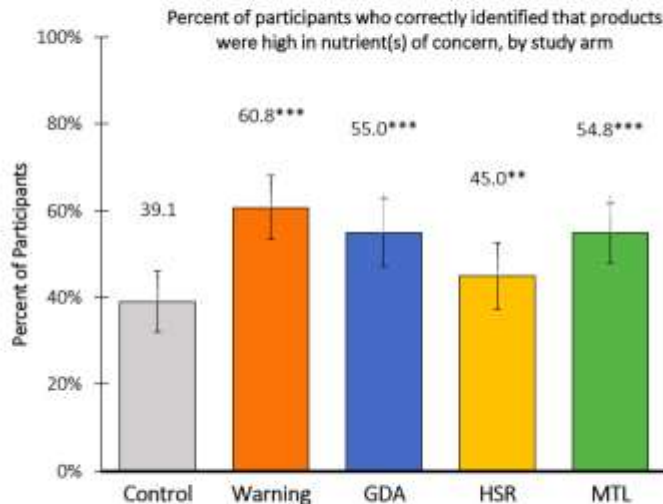 Percent of participants who correctly identified that products
were high in nutrient(s) of concern, by study arm
100%
80%
60%
40%
20%
0%
Percent of Participants
39.1
60.8***
55.0***
45.0**
54.8***
Control
Warning
GDA
HSR
MTL